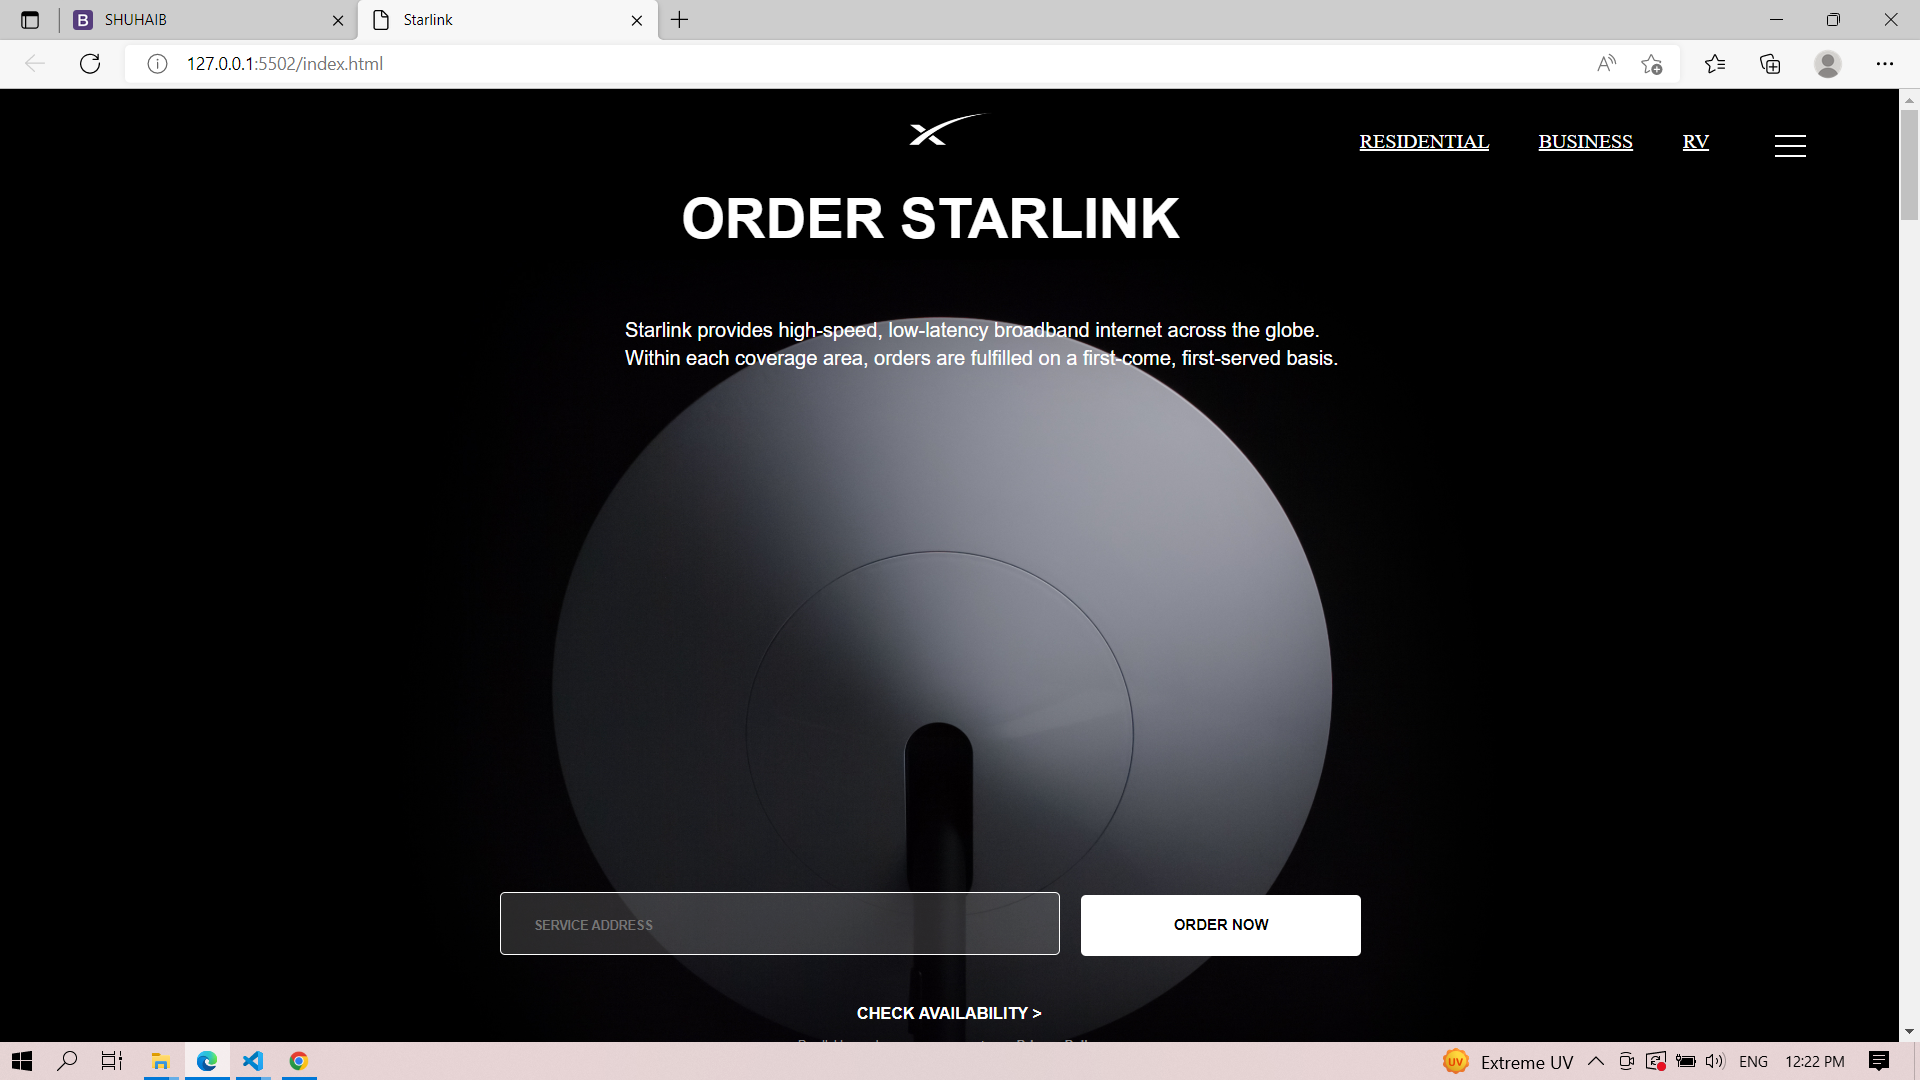 SHUHAIB
Starlink
127.0.0.1:5502/index.html
RESIDENTIAL BUSINESS RV
ORDER STARLINK
Starlink provides high-speed, low-latency broadband internet across the globe.
Within each coverage area, orders are fulfilled on a first-come, first-served basis.
SERVICE ADDRESS
ORDER NOW
CHECK AVAILABILITY >
UV Extreme UV ENG 12:22 PM